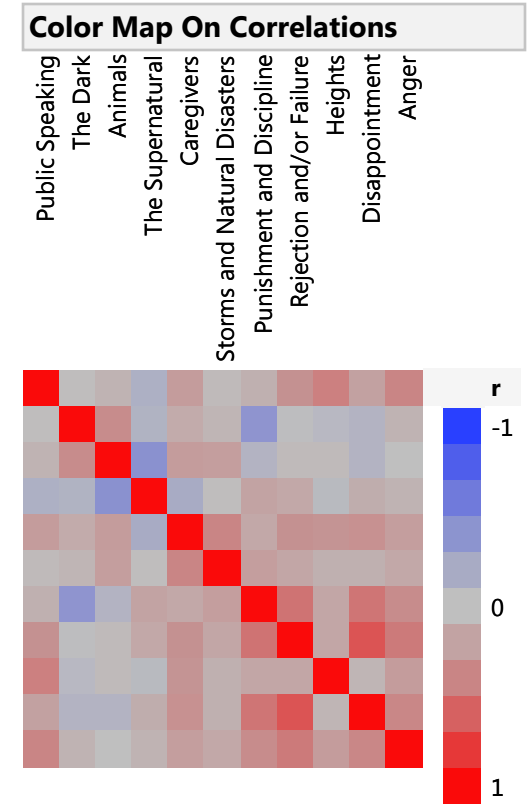 Color Map On Correlations
Public Speaking
The Dark
Animals
The Supernatural
Caregivers
Storms and Natural Disasters
Punishment and Discipline
Rejection and/or Failure
Heights
Disappointment
Anger
r
-1
0
1